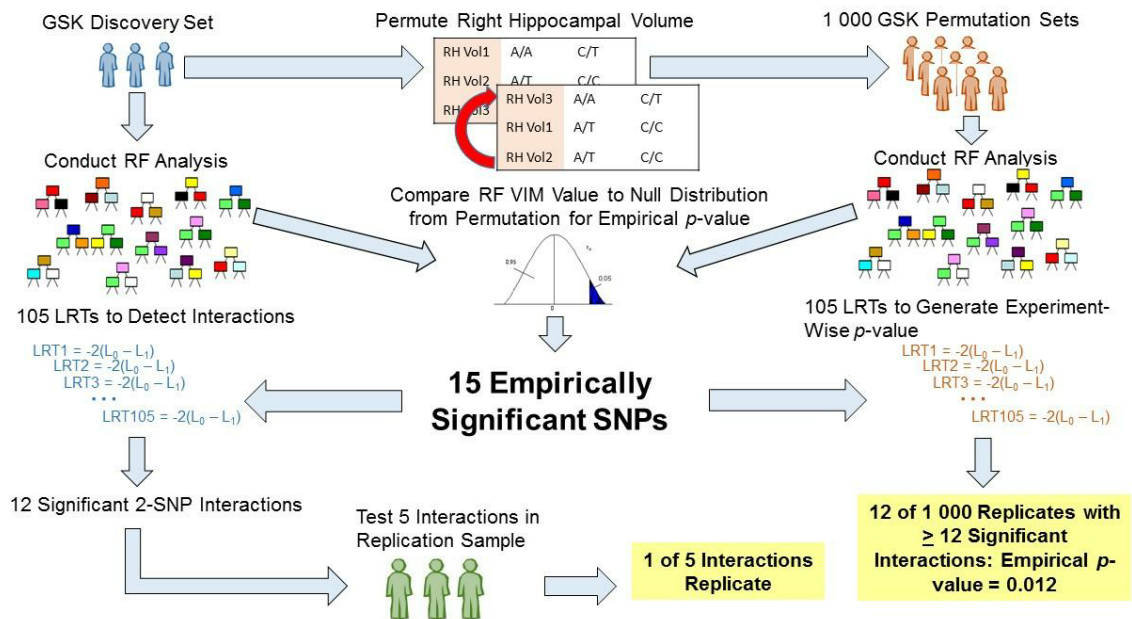 GSK Discovery Set
Permute Right Hippocampal Volume
1 000 GSK Permutation Sets
RH Vol1 A/A C/T
RH Vol2 A/T C/C
RH Vol3
RH Vol3 A/A C/T
RH Vol1 A/T C/C
RH Vol2 A/T C/C
Conduct RF Analysis
Conduct RF Analysis
Compare RF VIM Value to Null Distribution
from Permutation for Empirical p-value
0.95
0.05
0
105 LRTs to Detect Interactions
105 LRTs to Generate Experiment-
Wise p-value
LRT1 = -2(L₀ – L₁)
LRT2 = -2(L₀ – L₁)
LRT3 = -2(L₀ – L₁)
• • •
LRT105 = -2(L₀ – L₁)
15 Empirically
Significant SNPs
LRT1 = -2(L₀ – L₁)
LRT2 = -2(L₀ – L₁)
LRT3 = -2(L₀ – L₁)
• • •
LRT105 = -2(L₀ – L₁)
12 Significant 2-SNP Interactions
Test 5 Interactions in
Replication Sample
1 of 5 Interactions
Replicate
12 of 1 000 Replicates with
≥ 12 Significant
Interactions: Empirical p-
value = 0.012